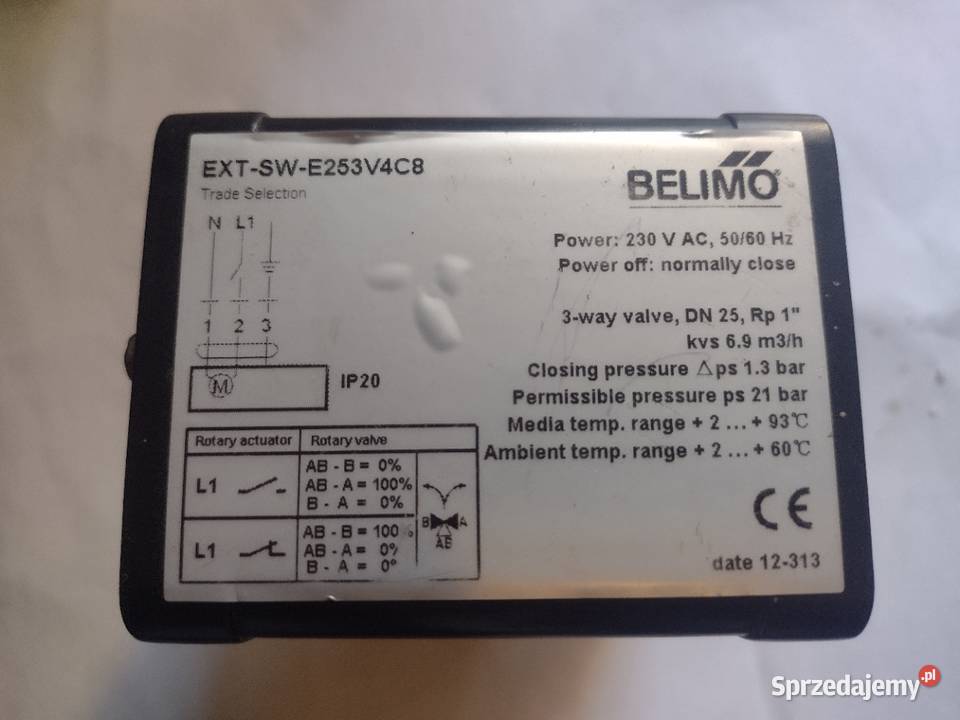 EXT-SW-E253V4C8
Trade Selection
BELIMO®
N L1
1 2 3
M
IP20
Power: 230 V AC, 50/60 Hz
Power off: normally close
3-way valve, DN 25, Rp 1"
kvs 6.9 m3/h
Closing pressure △ps 1.3 bar
Permissible pressure ps 21 bar
Media temp. range + 2 ... + 93℃
Ambient temp. range + 2 ... + 60℃
Rotary actuator Rotary valve
L1
AB - B = 0%
AB - A = 100%
B - A = 0%
L1
AB - B = 100%
AB - A = 0%
B - A = 0°
B A
AB
CE
date 12-313
Sprzedajemy.pl